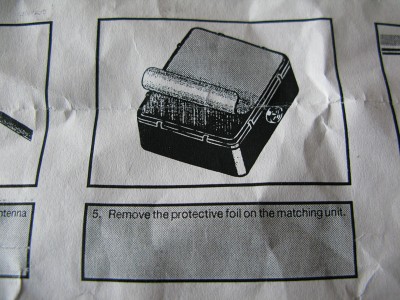 ntenna
5. Remove the protective foil on the matching unit.